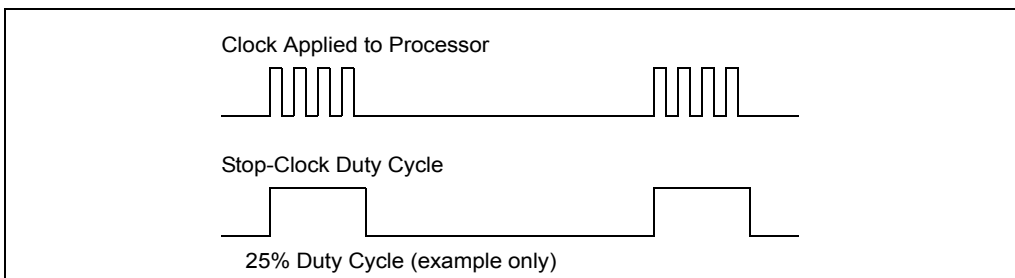 Clock Applied to Processor
Stop-Clock Duty Cycle
25% Duty Cycle (example only)